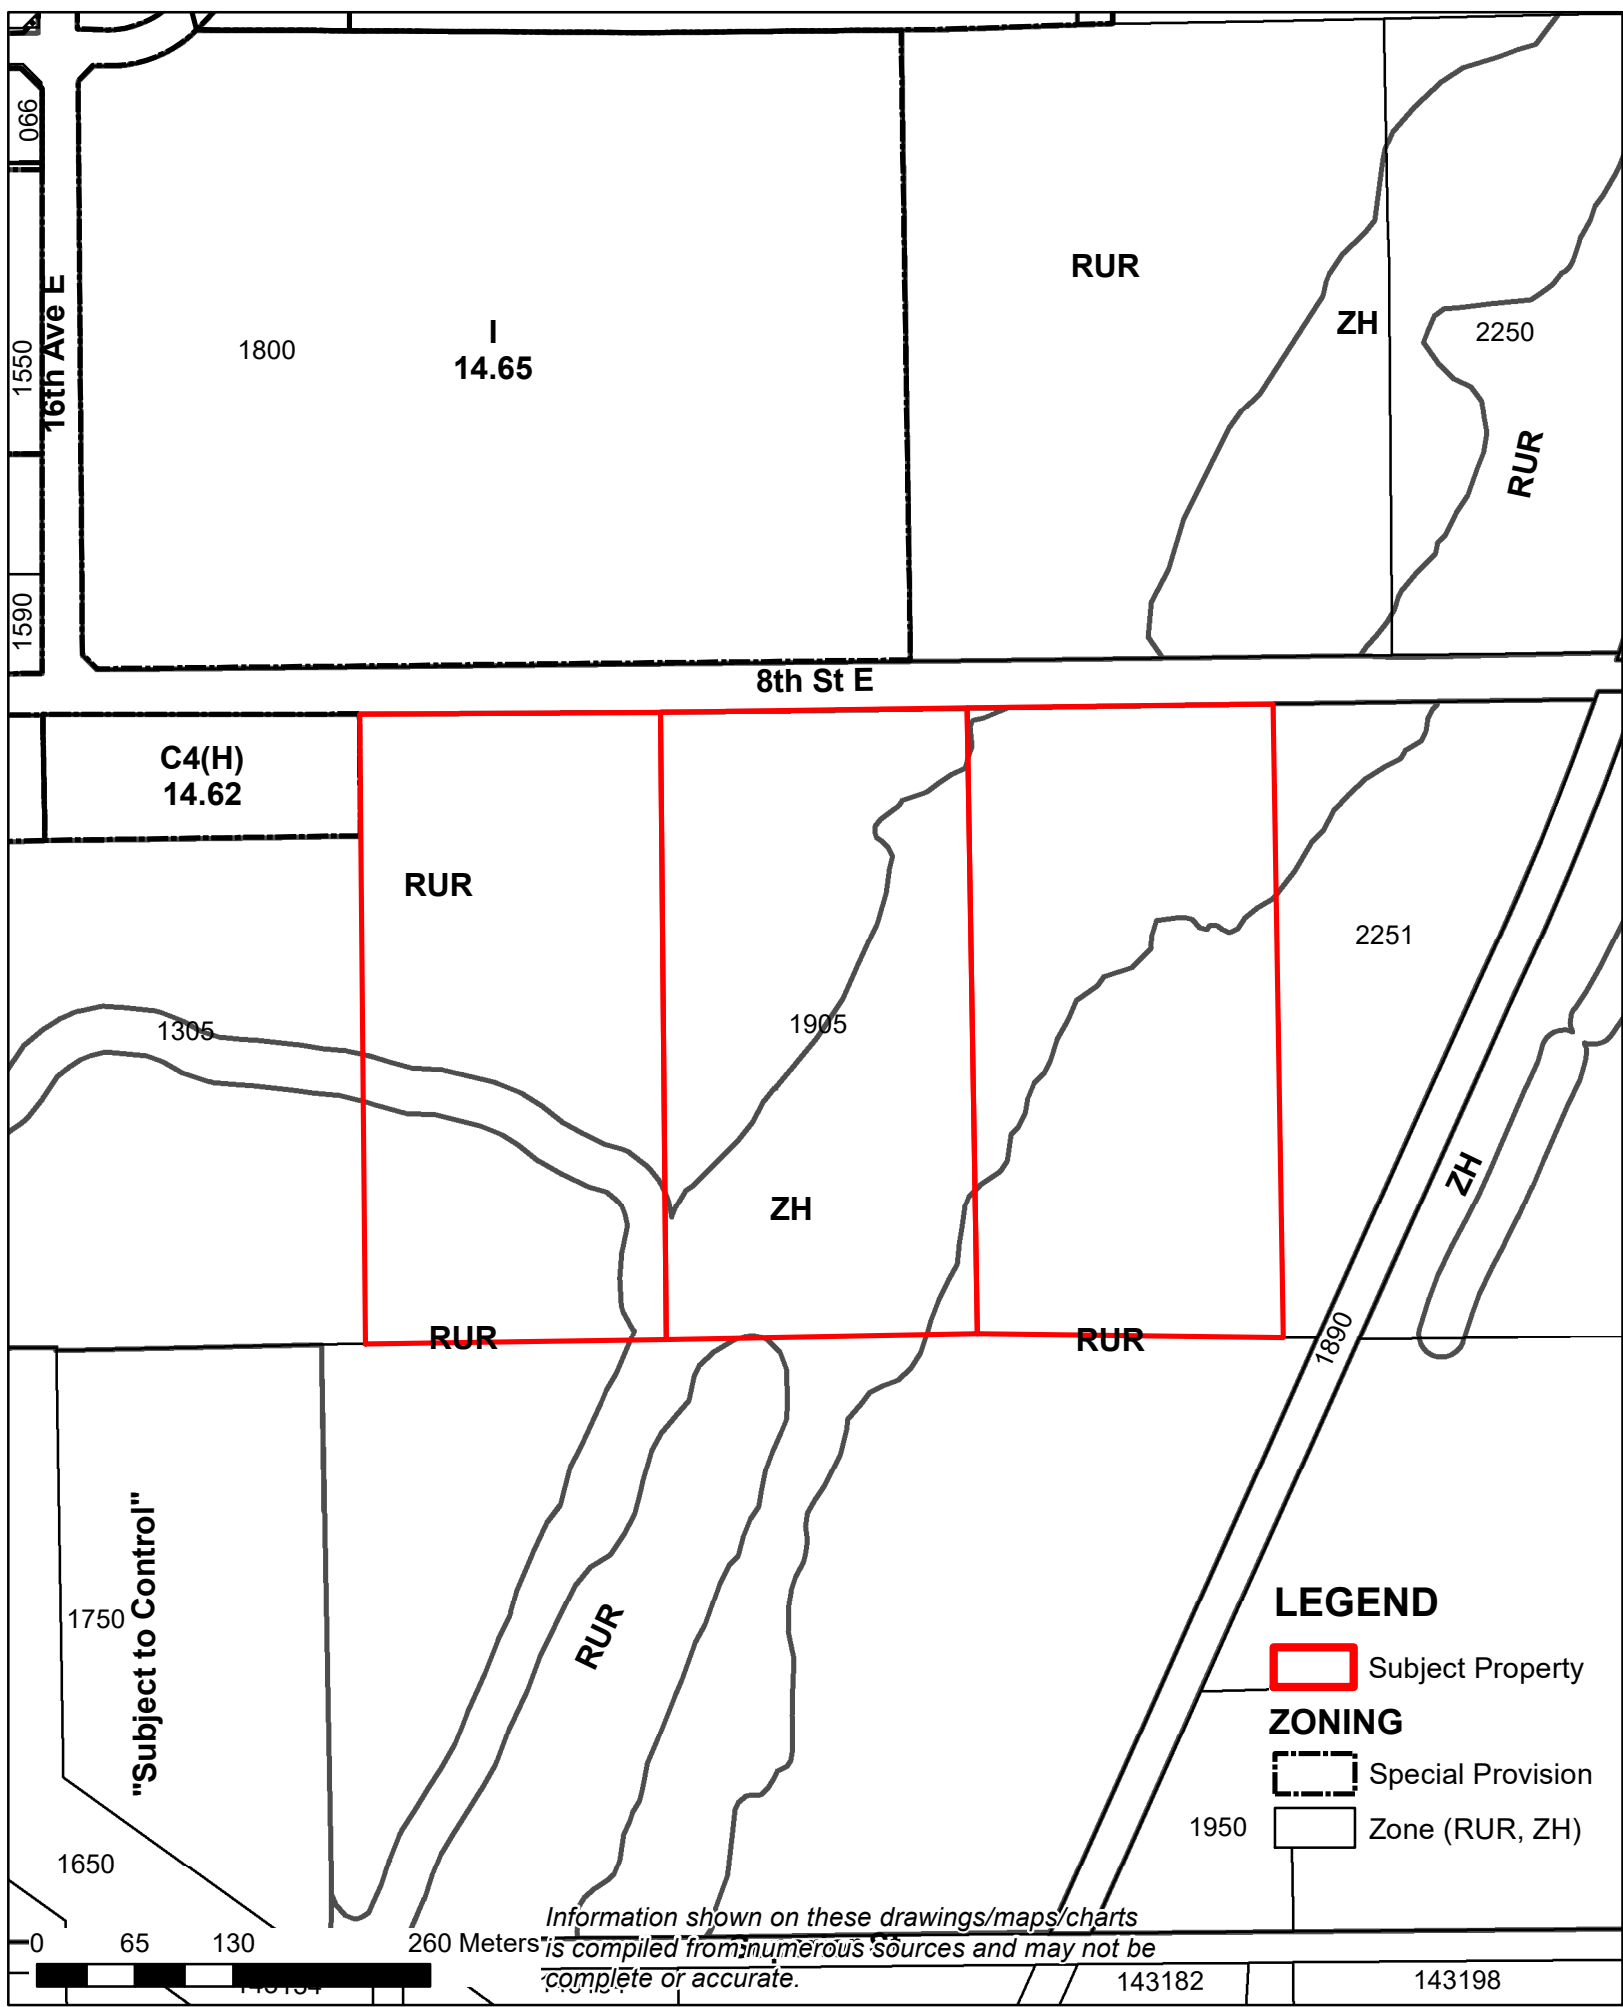 990
1550
1590
16th Ave E
1800
I
14.65
RUR
ZH
2250
RUR
8th St E
C4(H)
14.62
RUR
2251
1305
1905
ZH
ZH
RUR
RUR
1890
"Subject to Control"
1750
1650
RUR
LEGEND
Subject Property
ZONING
Special Provision
Zone (RUR, ZH)
1950
0 65 130 260 Meters
Information shown on these drawings/maps/charts
is compiled from numerous sources and may not be
complete or accurate.
143182
143198